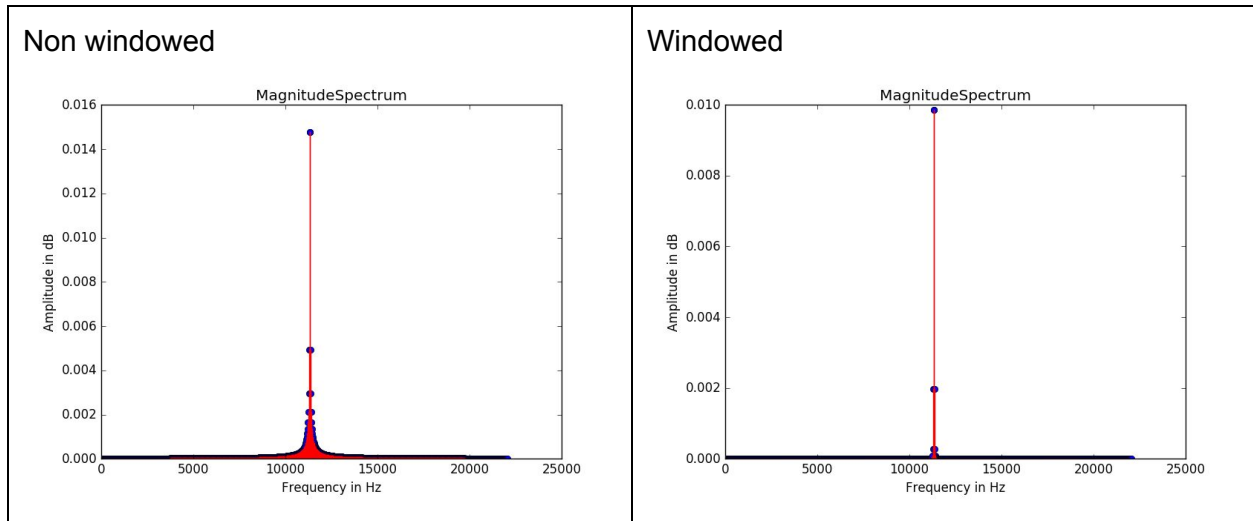 Non windowed
MagnitudeSpectrum
0.016
0.014
0.012
0.010
0.008
0.006
0.004
0.002
0.000
Amplitude in dB
0 5000 10000 15000 20000 25000
Frequency in Hz
Windowed
MagnitudeSpectrum
0.010
0.008
0.006
0.004
0.002
0.000
Amplitude in dB
0 5000 10000 15000 20000 25000
Frequency in Hz